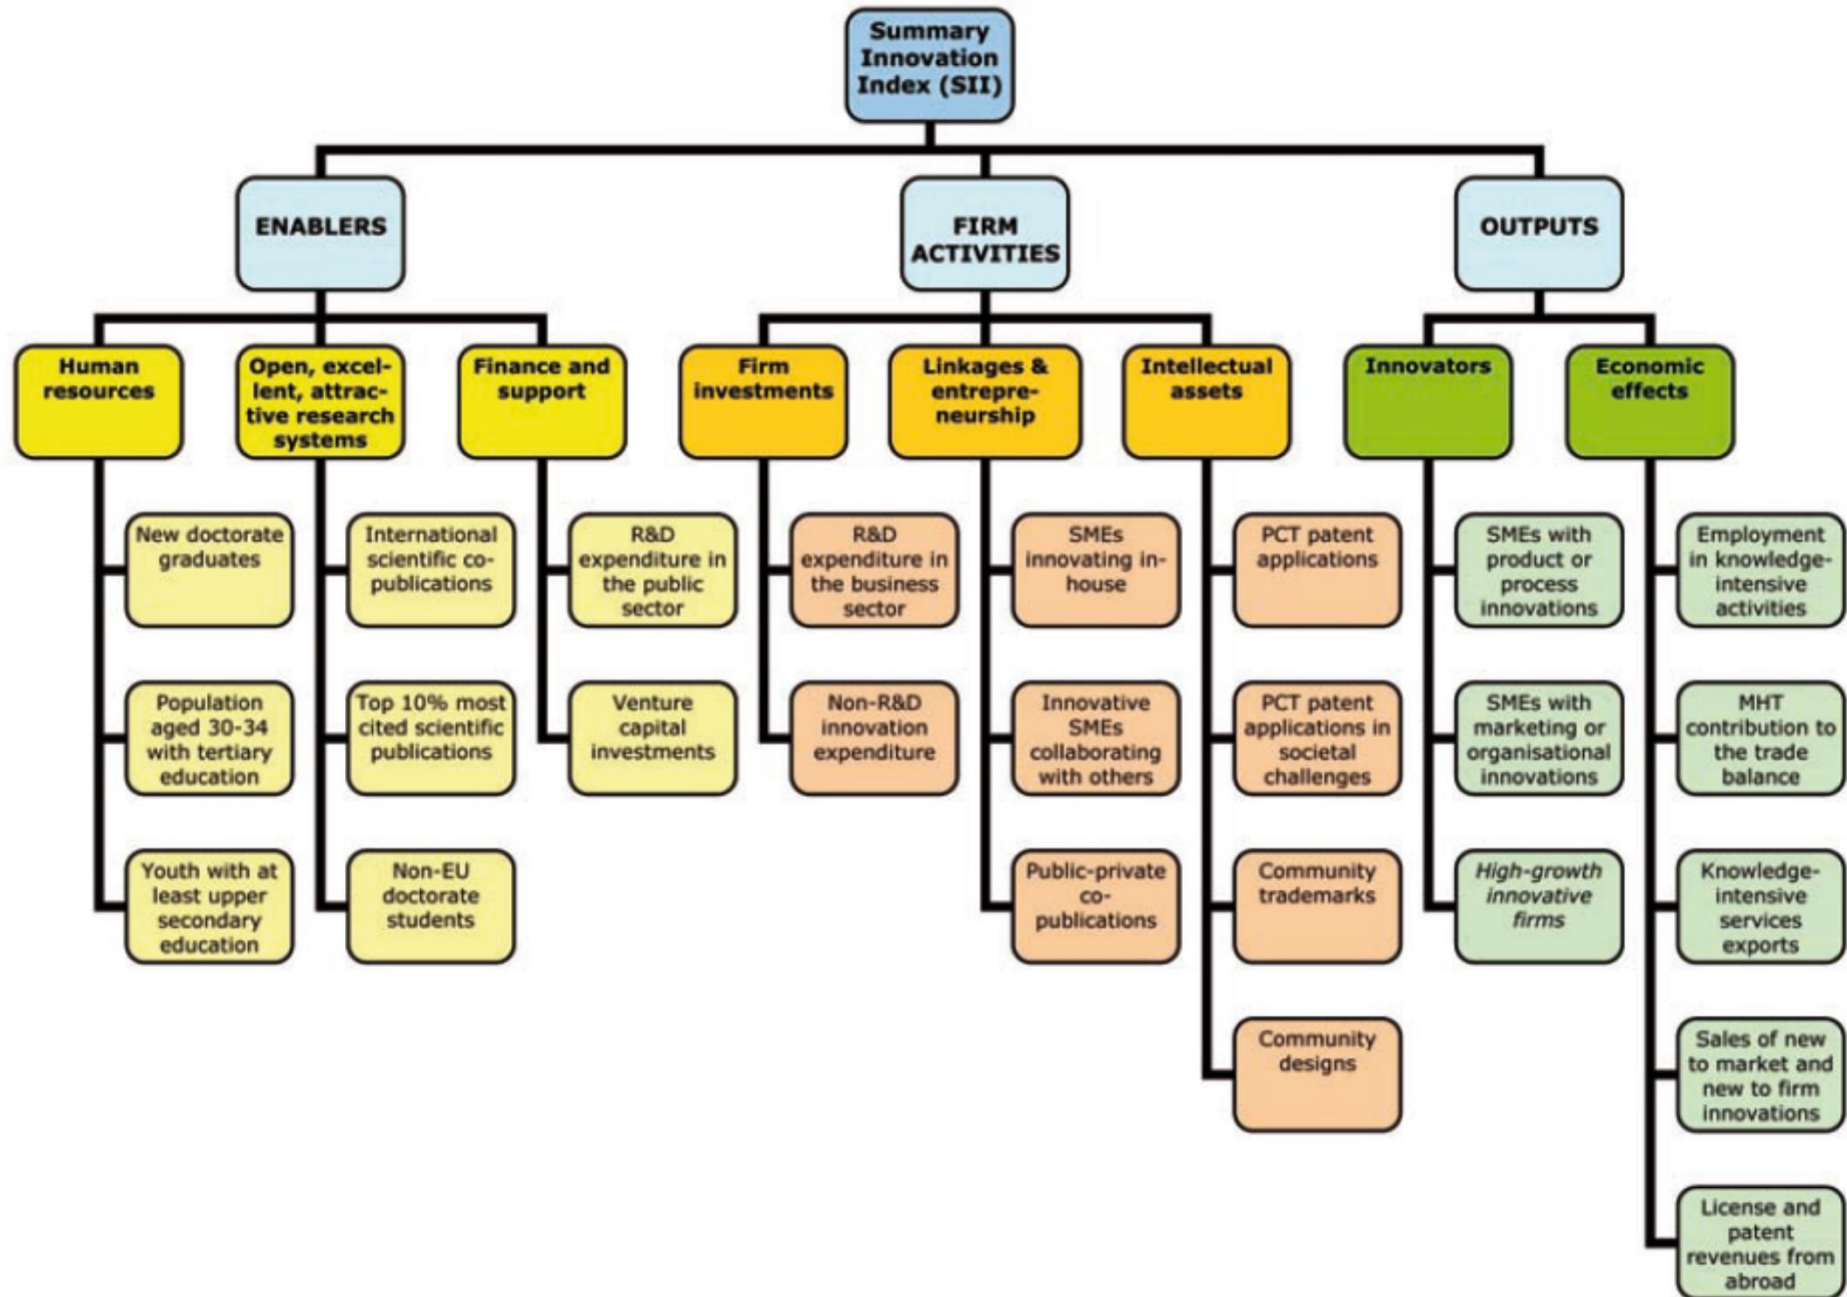 Summary
Innovation
Index (SII)
ENABLERS
FIRM
ACTIVITIES
OUTPUTS
Human
resources
Open, excel-
lent, attrac-
tive research
systems
Finance and
support
Firm
investments
Linkages &
entrepre-
neurship
Intellectual
assets
Innovators
Economic
effects
New doctorate
graduates
International
scientific co-
publications
R&D
expenditure in
the public
sector
R&D
expenditure in
the business
sector
SMEs
innovating in-
house
PCT patent
applications
SMEs with
product or
process
innovations
Employment
in knowledge-
intensive
activities
Population
aged 30-34
with tertiary
education
Top 10% most
cited scientific
publications
Venture
capital
investments
Non-R&D
innovation
expenditure
Innovative
SMEs
collaborating
with others
PCT patent
applications in
societal
challenges
SMEs with
marketing or
organisational
innovations
MHT
contribution to
the trade
balance
Youth with at
least upper
secondary
education
Non-EU
doctorate
students
Public-private
co-
publications
Community
trademarks
High-growth
innovative
firms
Knowledge-
intensive
services
exports
Community
designs
Sales of new
to market and
new to firm
innovations
License and
patent
revenues from
abroad